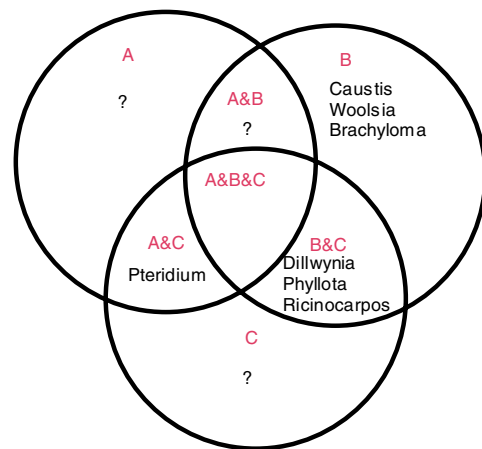 A
?
A&B
?
B
Caustis
Woolsia
Brachyloma
A&B&C
A&C
Pteridium
B&C
Dillwynia
Phyllota
Ricinocarpos
C
?